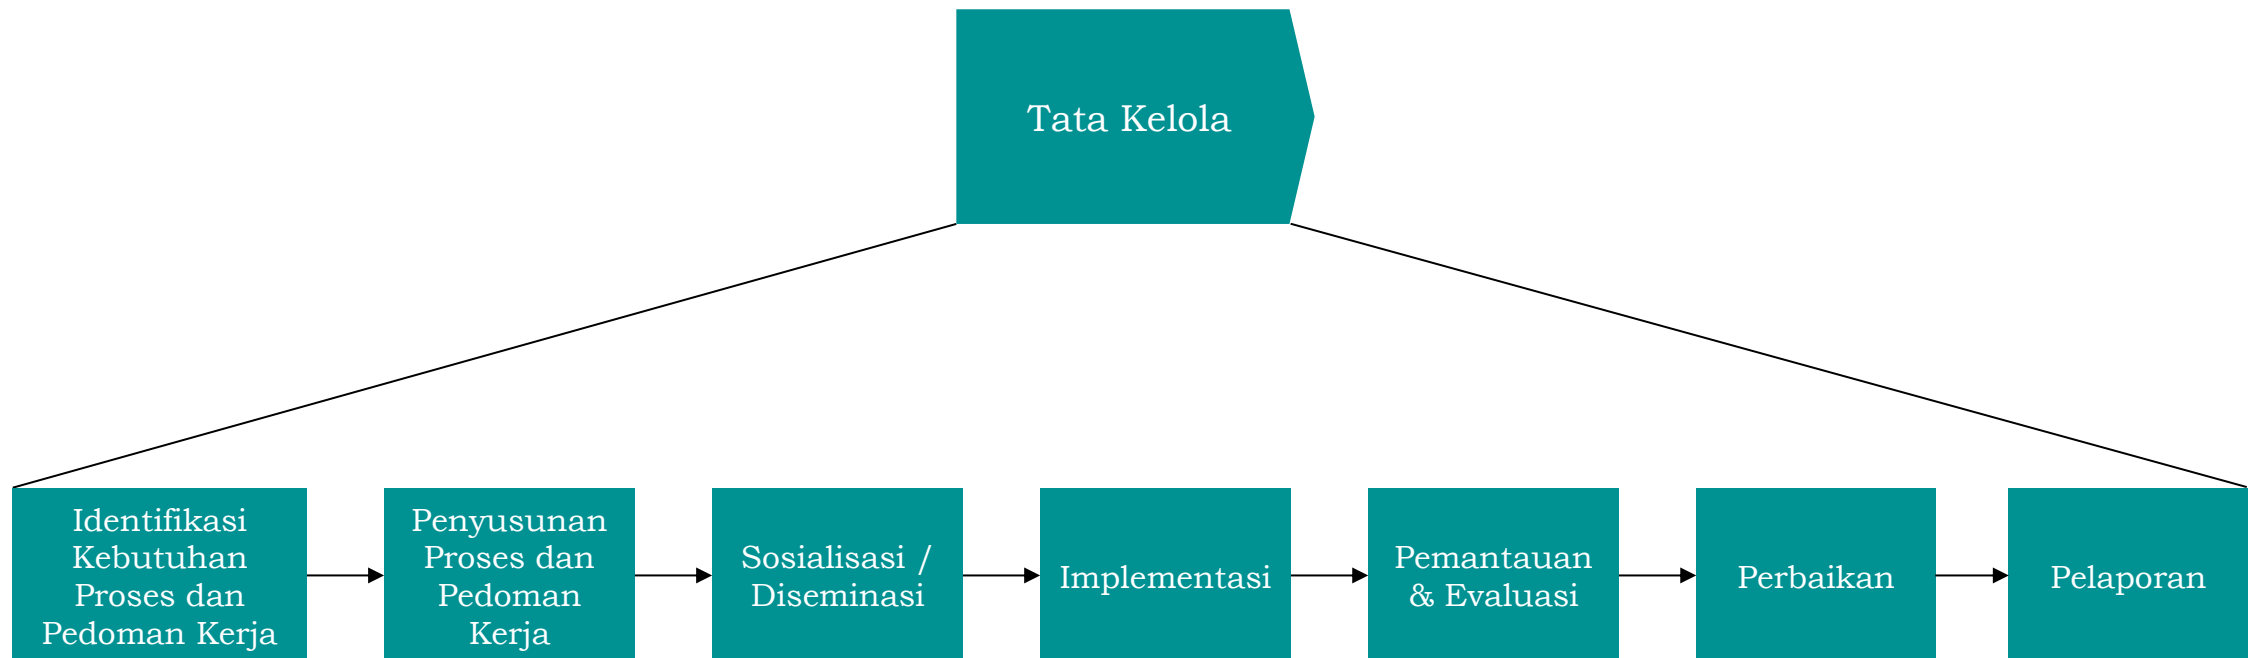 Tata Kelola
Identifikasi
Kebutuhan
Proses dan
Pedoman Kerja
Penyusunan
Proses dan
Pedoman
Kerja
Sosialisasi /
Diseminasi
Implementasi
Pemantauan
& Evaluasi
Perbaikan
Pelaporan